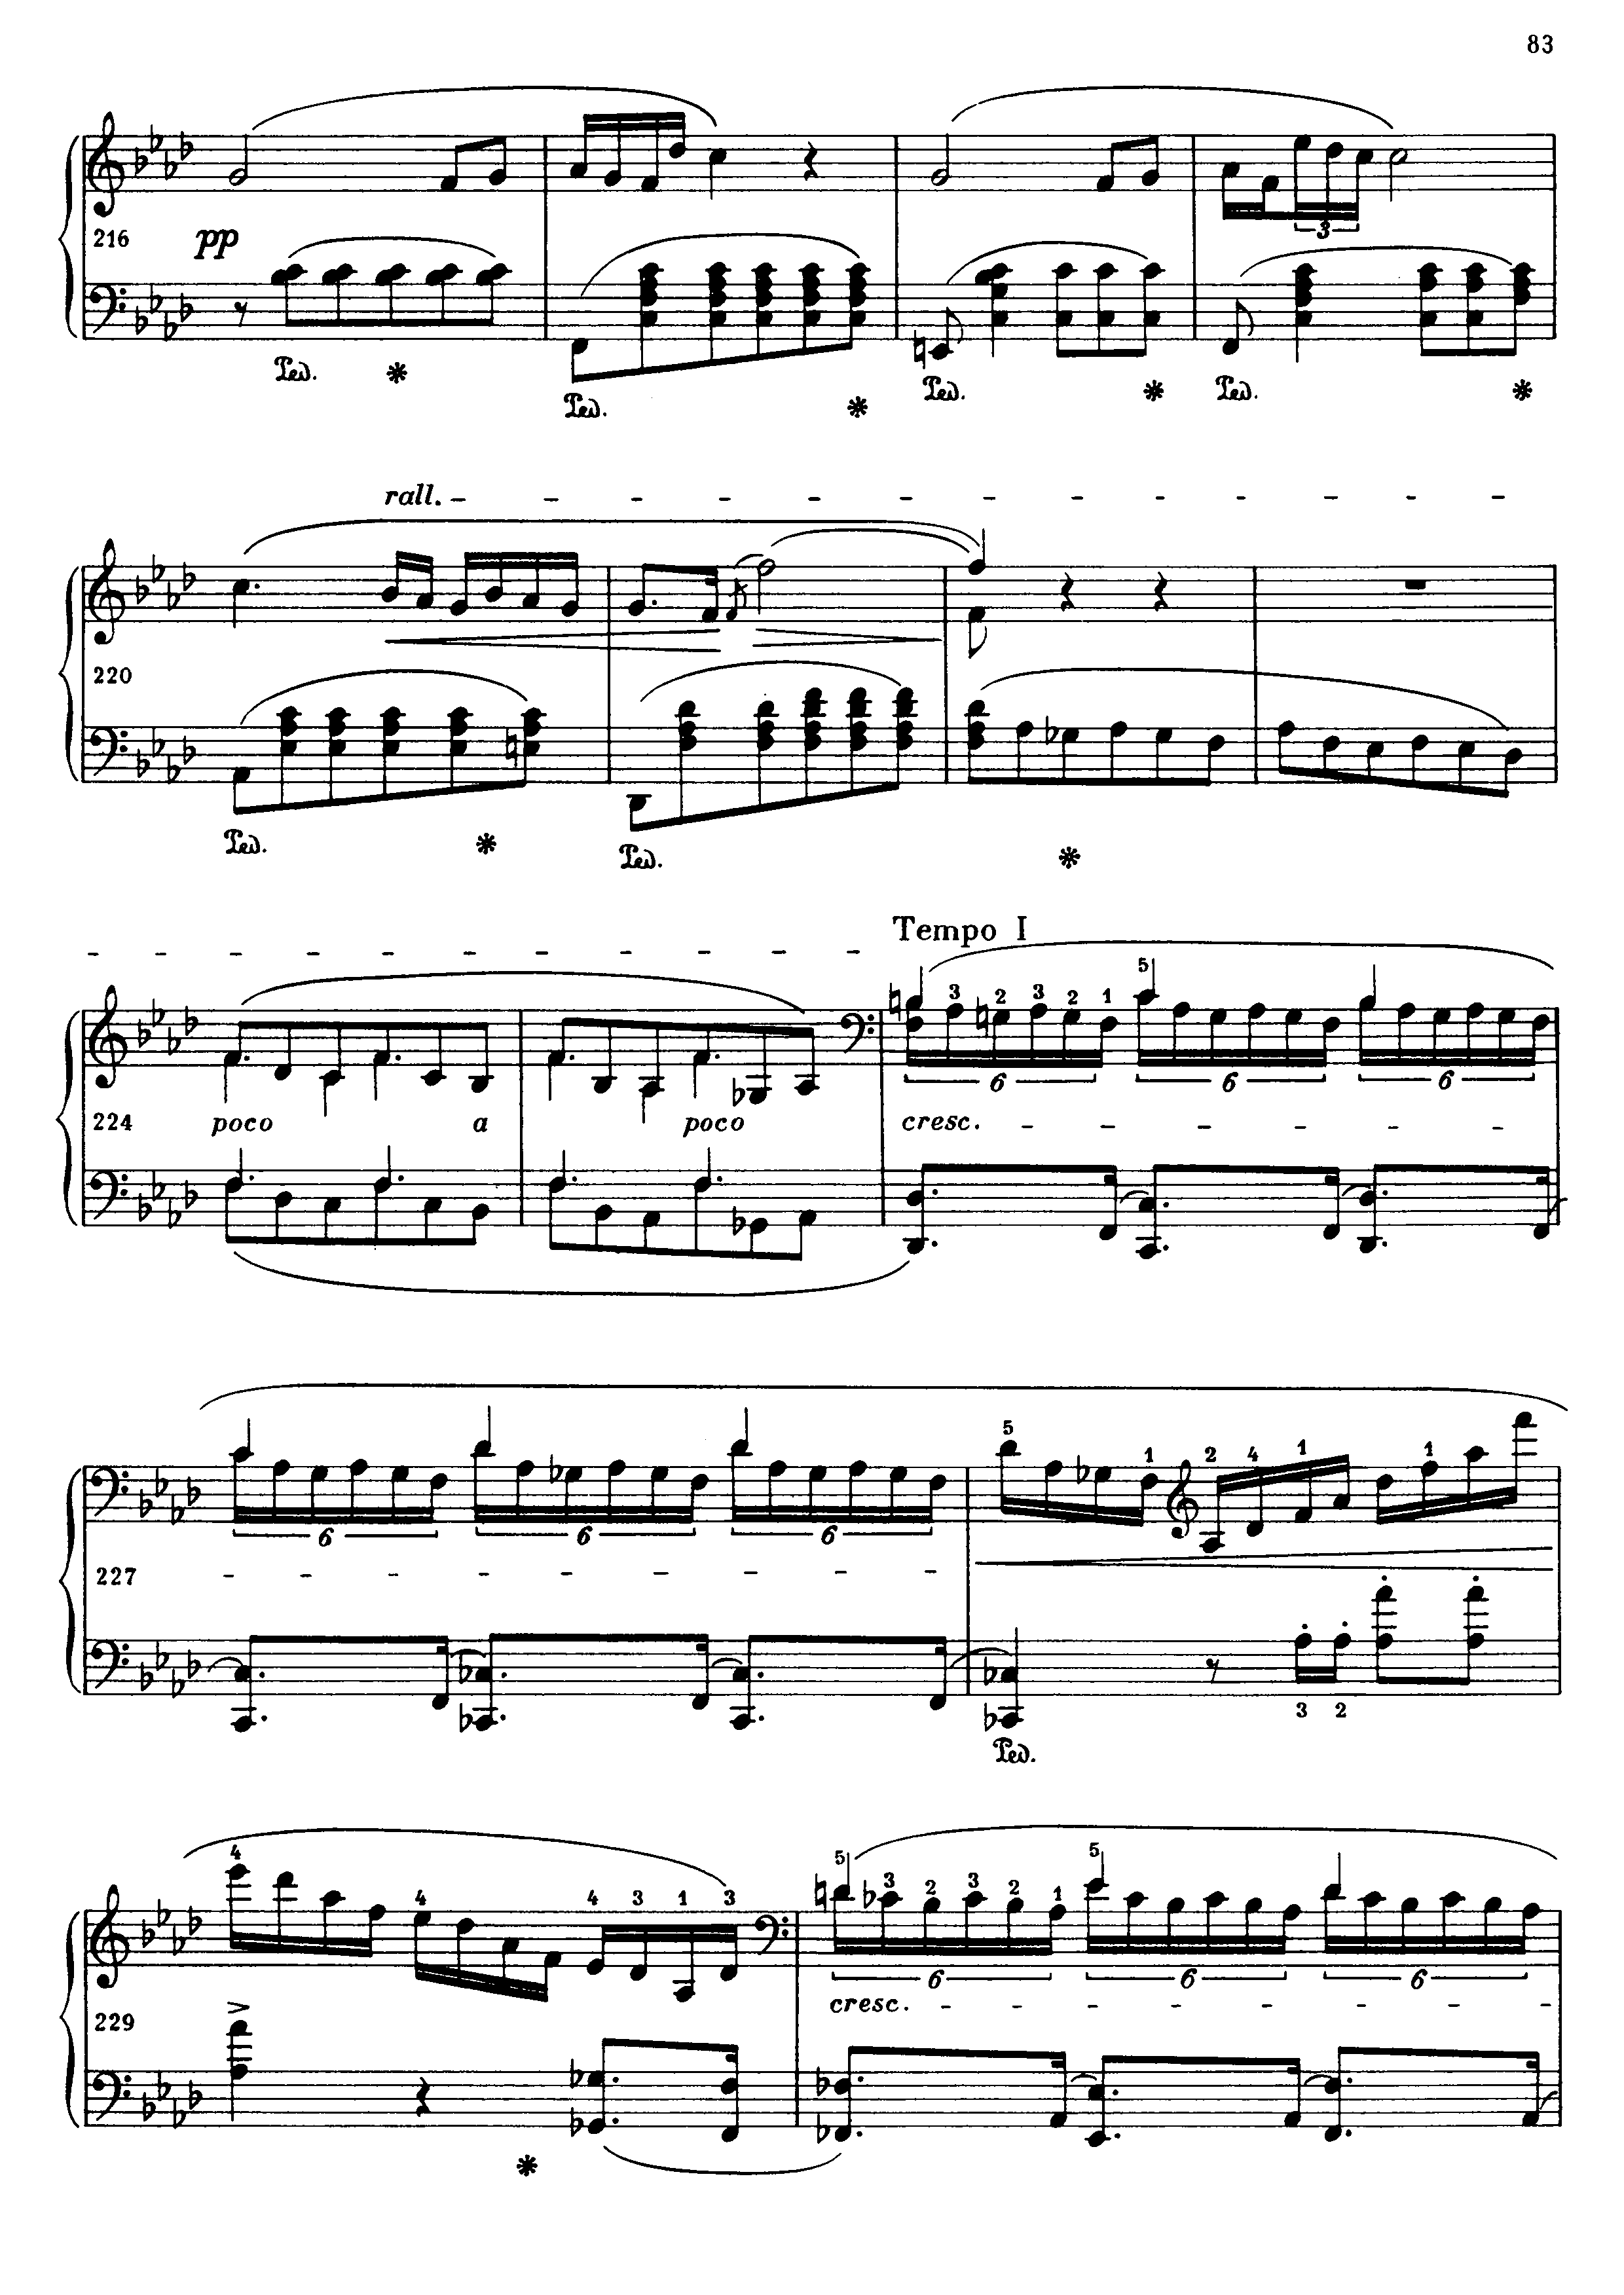 83
216 pp
3
Ped. * Ped. * Ped. * Ped. *
rall.
220
Ped. * Ped. *
Tempo I
5
3 2 3 2 1
6 6 6
224 poco a poco cresc.
5 1 2 4 1 1
6 6 6
227
3 2
Ped.
4 4 4 3 1 3 5 3 2 3 2 1 5
6 6 6
cresc.
229
*